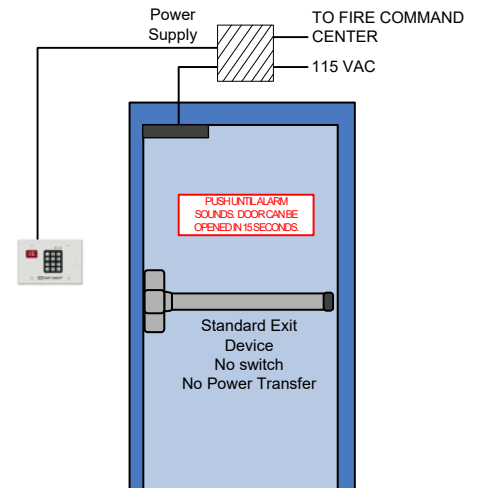 Power
Supply
TO FIRE COMMAND
CENTER
115 VAC
PUSH UNTIL ALARM
SOUNDS. DOOR CAN BE
OPENED IN 15 SECONDS.
Standard Exit
Device
No switch
No Power Transfer